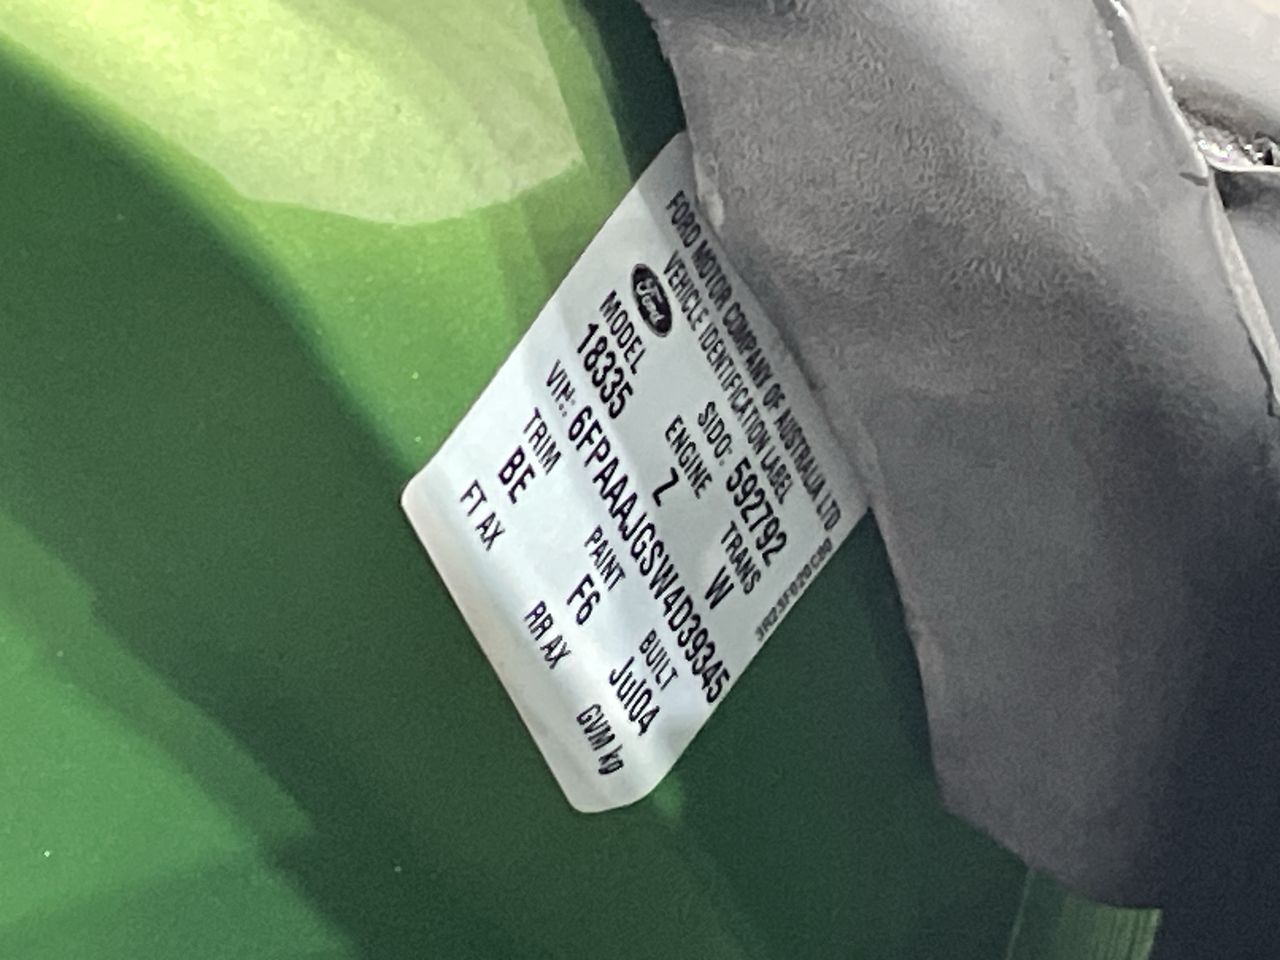 FORD MOTOR COMPANY OF AUSTRALIA LTD
VEHICLE IDENTIFICATION LABEL
Ford
SIDO: 592792
MODEL ENGINE TRANS
18335 Z W
VIN: 6FPAAAJGSW4D39345
TRIM PAINT BUILT
BE F6 Jul04
FT AX RR AX GVM kg